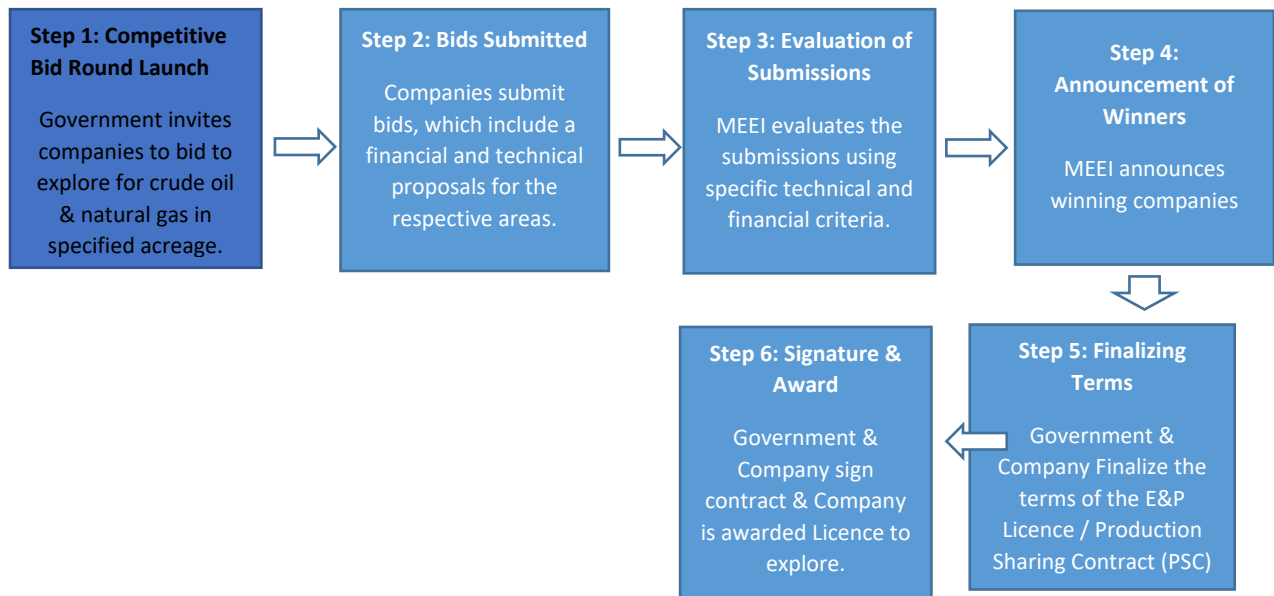 Step 1: Competitive
Bid Round Launch
Government invites
companies to bid to
explore for crude oil
& natural gas in
specified acreage.
Step 2: Bids Submitted
Companies submit
bids, which include a
financial and technical
proposals for the
respective areas.
Step 3: Evaluation of
Submissions
MEEI evaluates the
submissions using
specific technical and
financial criteria.
Step 4:
Announcement of
Winners
MEEI announces
winning companies
Step 5: Finalizing
Terms
Government &
Company Finalize the
terms of the E&P
Licence / Production
Sharing Contract (PSC)
Step 6: Signature &
Award
Government &
Company sign
contract & Company
is awarded Licence to
explore.